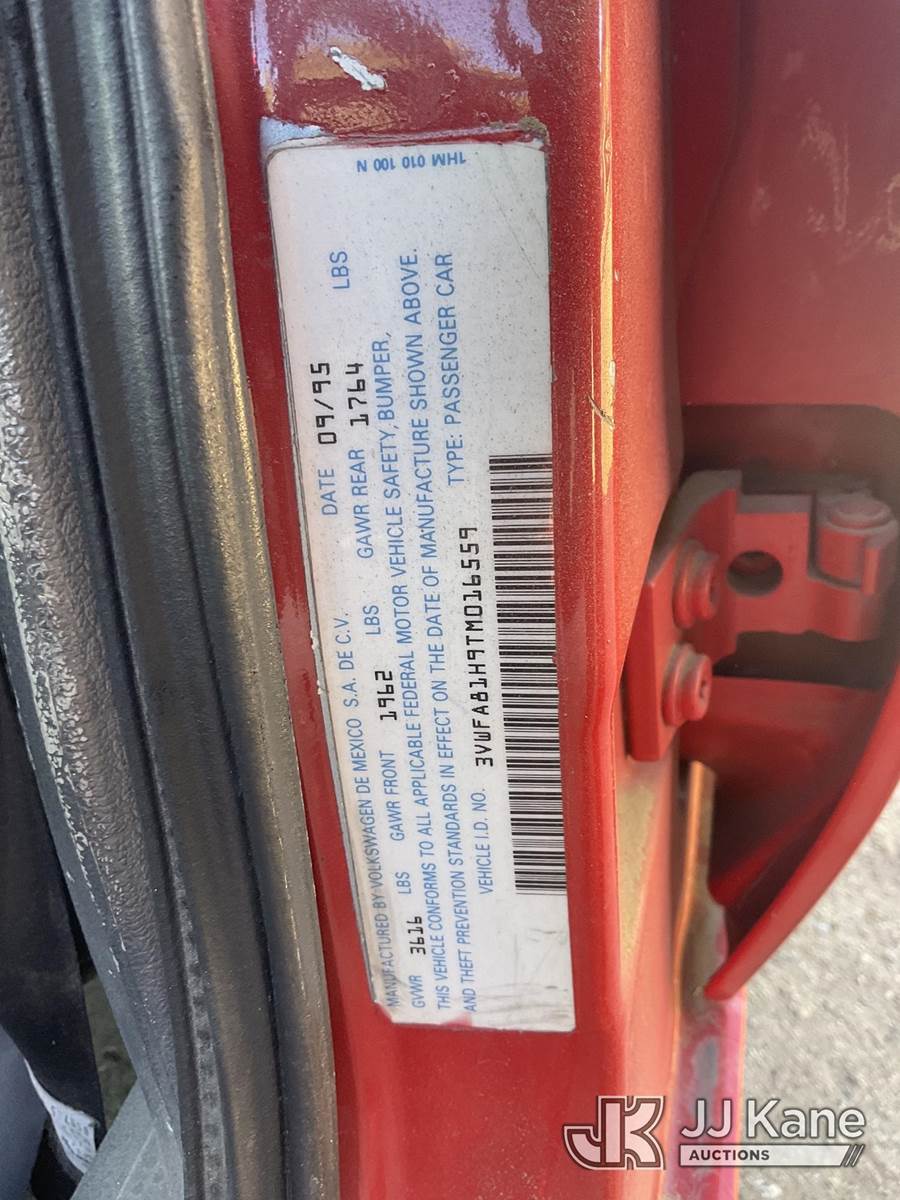 1HM 010 100 N
MANUFACTURED BY VOLKSWAGEN DE MEXICO S.A. DE C.V. DATE 09/95
GVWR 3616 LBS GAWR FRONT 1962 LBS GAWR REAR 1764 LBS
THIS VEHICLE CONFORMS TO ALL APPLICABLE FEDERAL MOTOR VEHICLE SAFETY, BUMPER,
AND THEFT PREVENTION STANDARDS IN EFFECT ON THE DATE OF MANUFACTURE SHOWN ABOVE.
VEHICLE I.D. NO. 3VWFA81H9TM016559 TYPE: PASSENGER CAR
JK JJ Kane
AUCTIONS